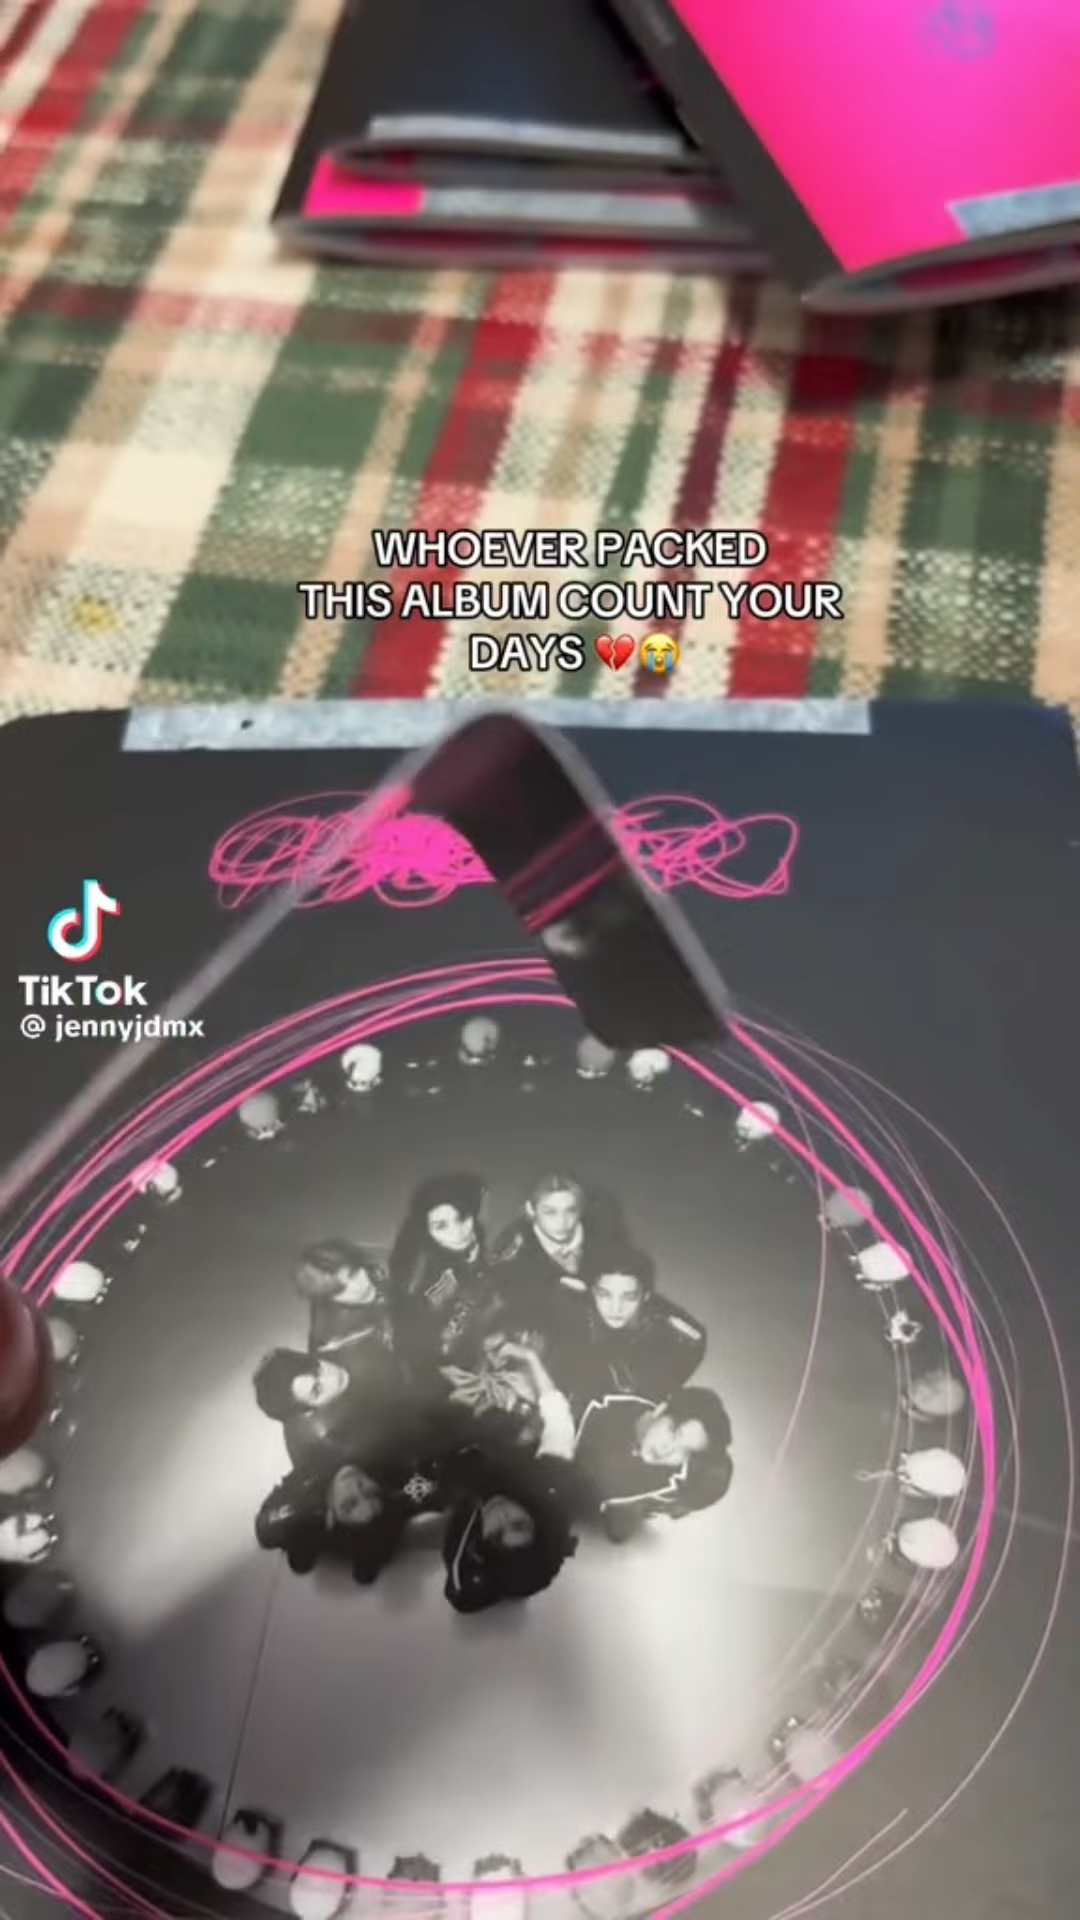 WHOEVER PACKED
THIS ALBUM COUNT YOUR
DAYS 💔😭
TikTok
@ jennyjdmx